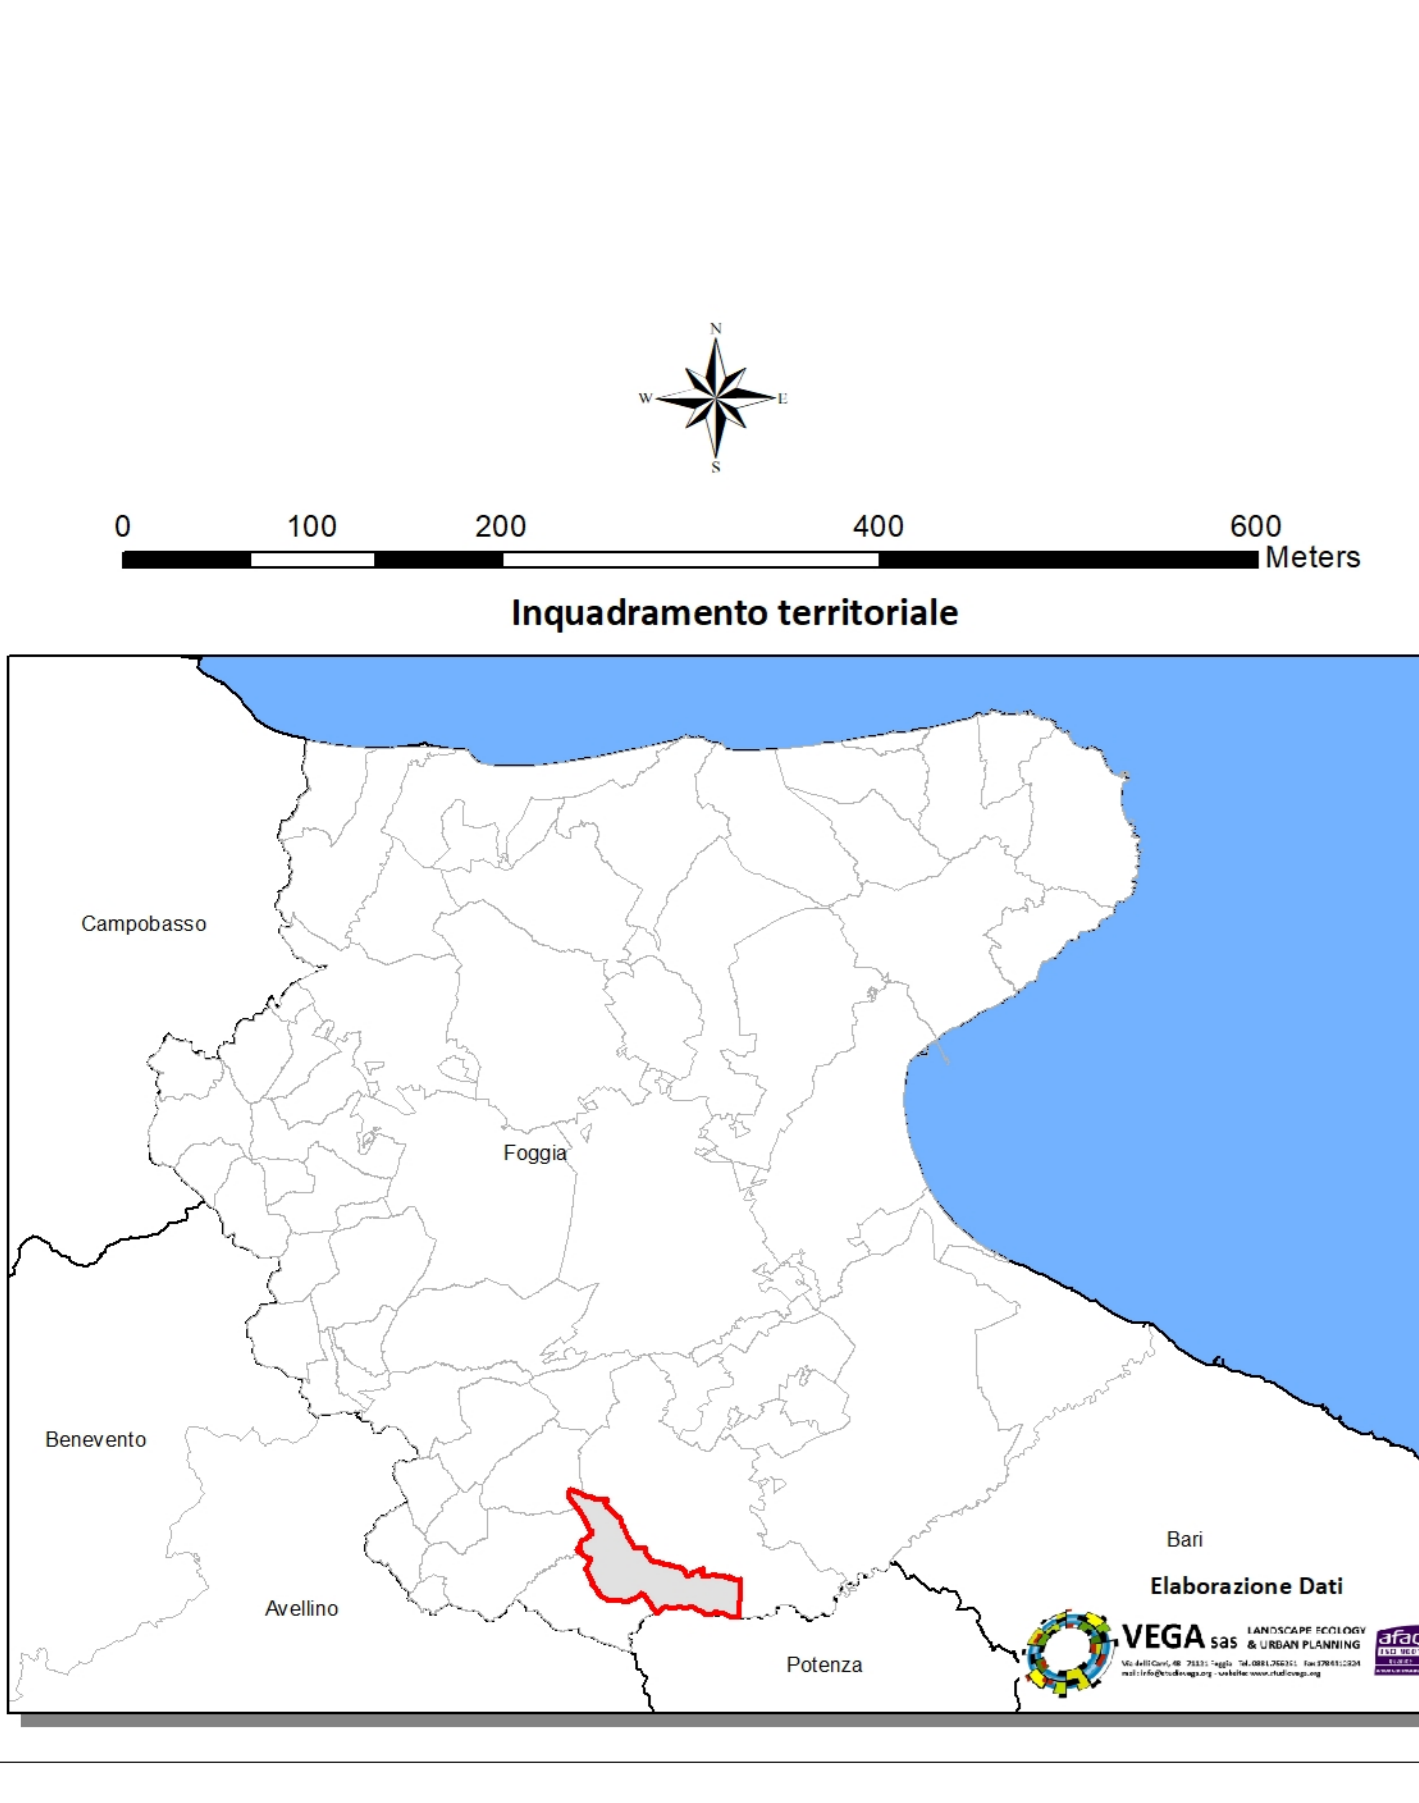 N
W E
S
0 100 200 400 600
Meters
Inquadramento territoriale
Campobasso
Foggia
Benevento
Bari
Elaborazione Dati
Avellino
VEGA sas LANDSCAPE ECOLOGY
& URBAN PLANNING
Potenza